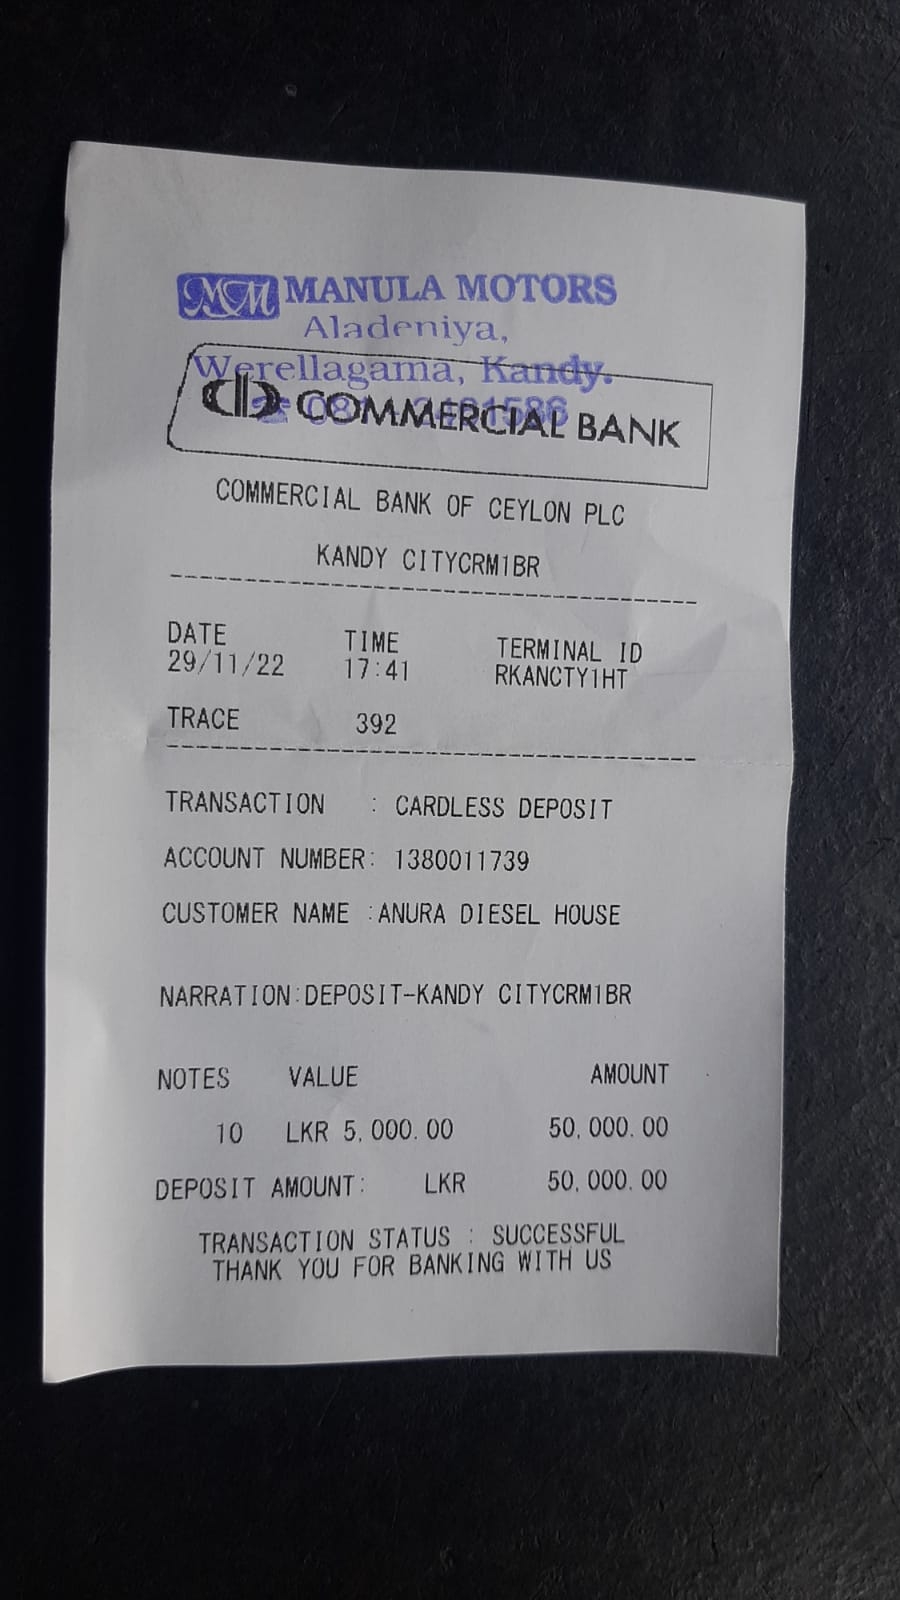 MM MANULA MOTORS
Aladeniya,
Werellagama, Kandy.
COMMERCIAL BANK
COMMERCIAL BANK OF CEYLON PLC
KANDY CITYCRM1BR
DATE TIME TERMINAL ID
29/11/22 17:41 RKANCTY1HT
TRACE 392
TRANSACTION : CARDLESS DEPOSIT
ACCOUNT NUMBER: 1380011739
CUSTOMER NAME :ANURA DIESEL HOUSE
NARRATION:DEPOSIT-KANDY CITYCRM1BR
NOTES VALUE AMOUNT
10 LKR 5,000.00 50,000.00
DEPOSIT AMOUNT: LKR 50,000.00
TRANSACTION STATUS : SUCCESSFUL
THANK YOU FOR BANKING WITH US